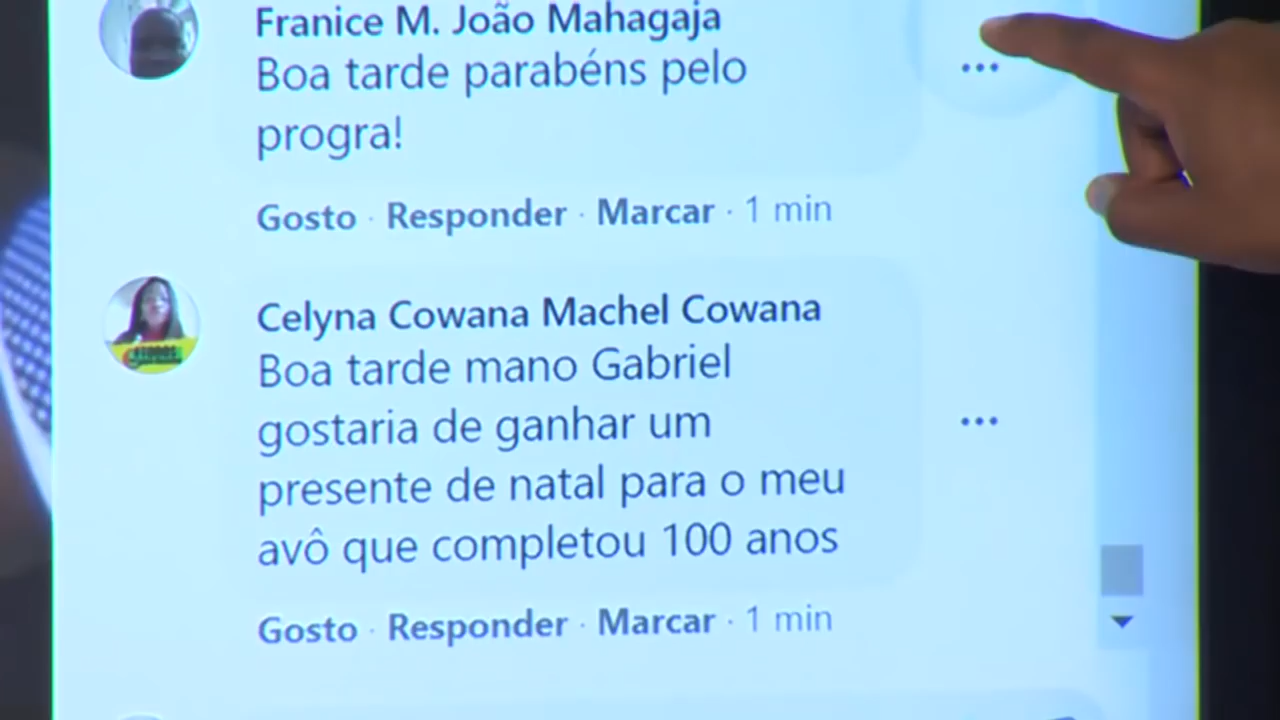 Franice M. João Mahagaja
Boa tarde parabéns pelo
progra!
Gosto · Responder · Marcar · 1 min
Celyna Cowana Machel Cowana
Boa tarde mano Gabriel
gostaria de ganhar um
presente de natal para o meu
avô que completou 100 anos
Gosto · Responder · Marcar · 1 min